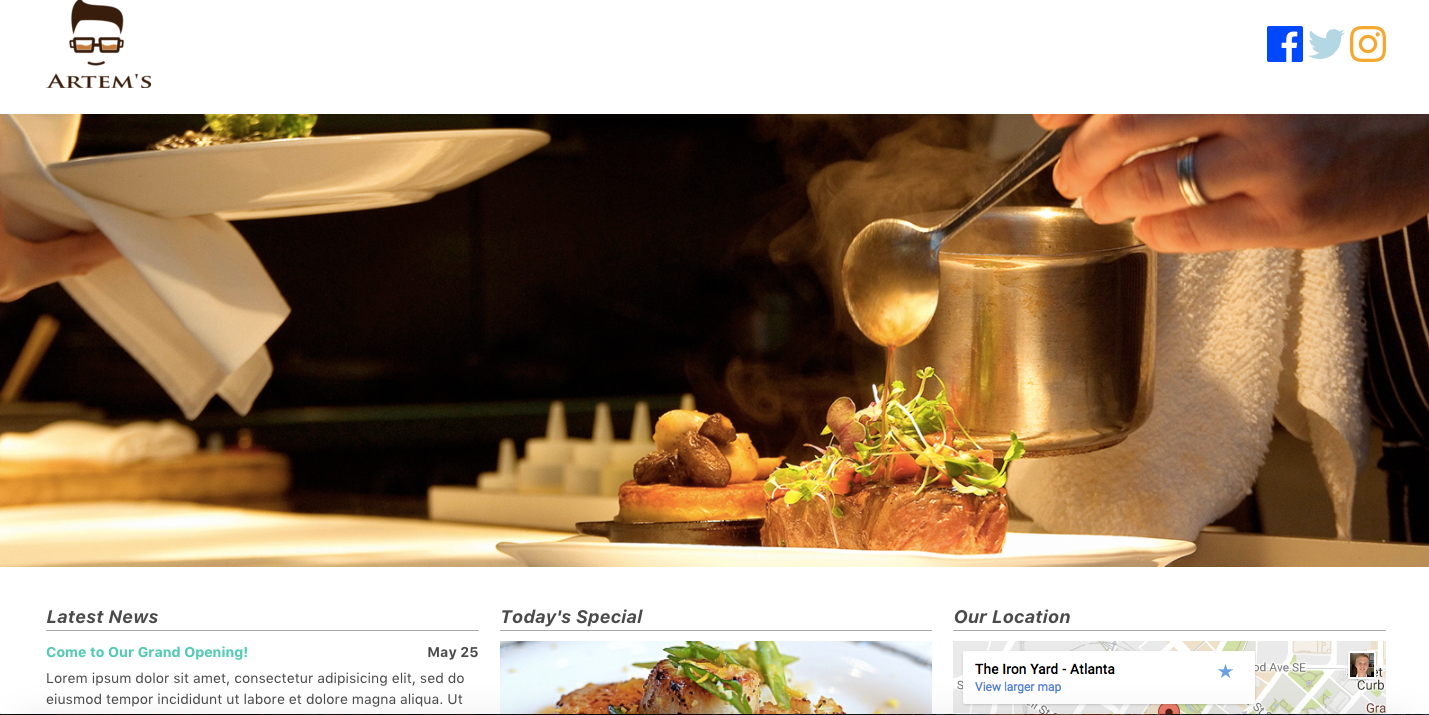 ARTEM'S
Latest News
Come to Our Grand Opening!
May 25
Lorem ipsum dolor sit amet, consectetur adipisicing elit, sed do
eiusmod tempor incididunt ut labore et dolore magna aliqua. Ut
Today's Special
Our Location
The Iron Yard - Atlanta
View larger map
od Ave SE
S
et
Curb
Gra
St S